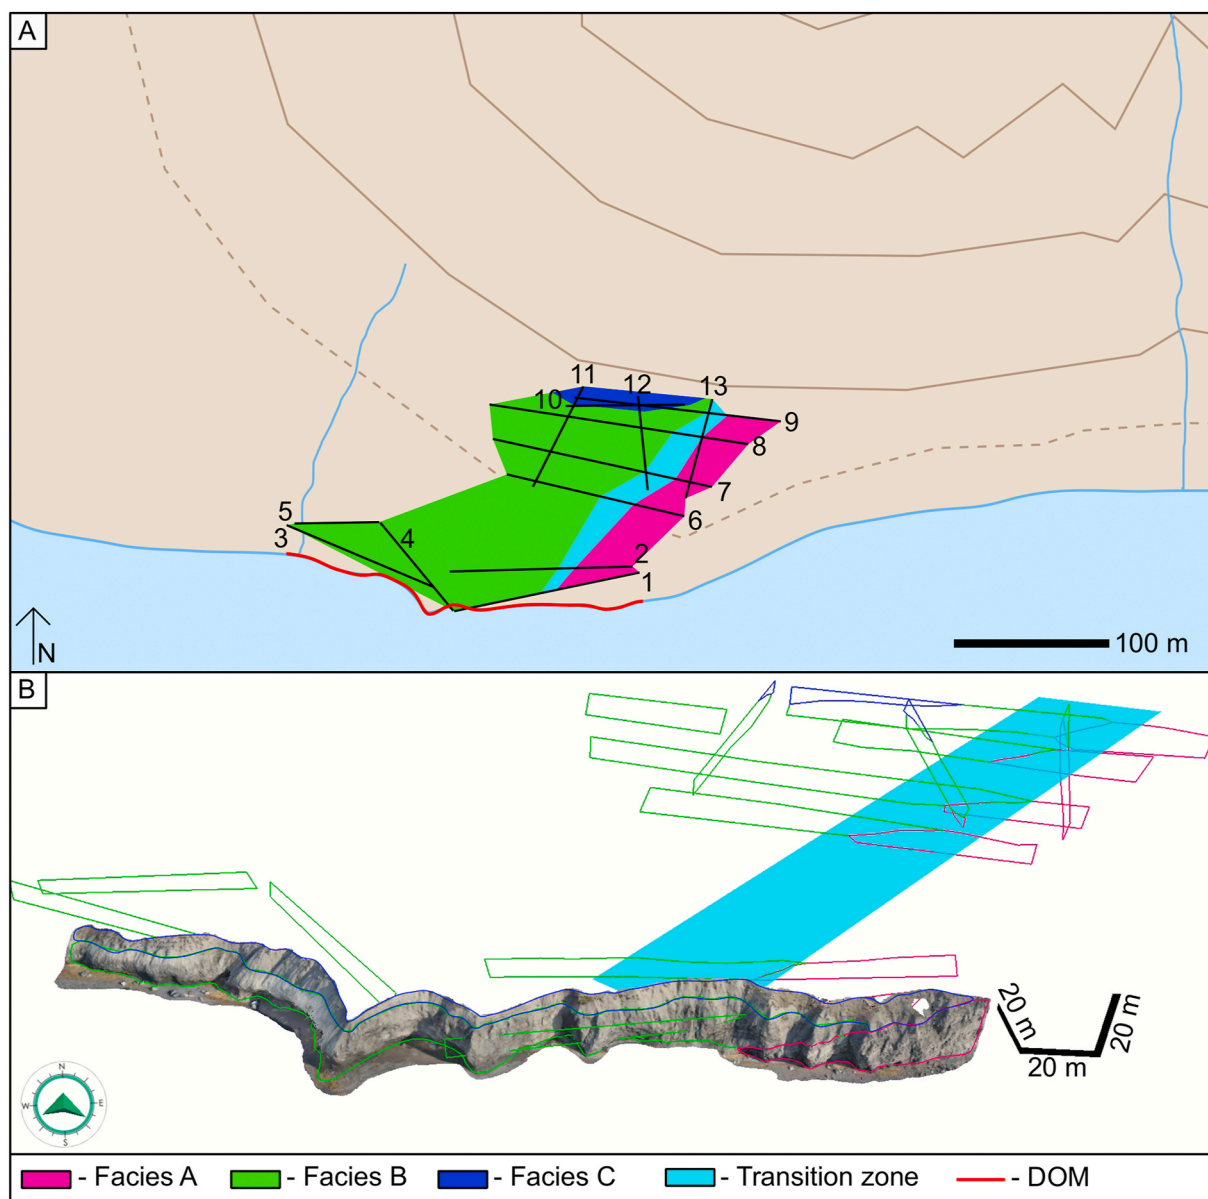 A
11
12
13
10
9
8
7
6
5
3
4
2
1
N
100 m
B
20 m
20 m
20 m
N
W
E
S
- Facies A
- Facies B
- Facies C
- Transition zone
- DOM